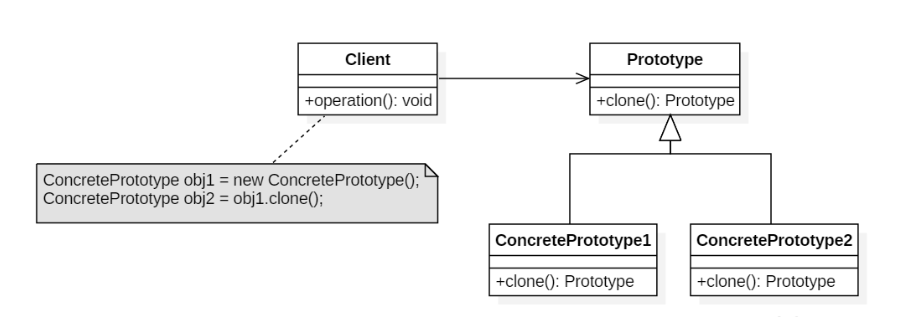 Client
+operation(): void
Prototype
+clone(): Prototype
ConcretePrototype obj1 = new ConcretePrototype();
ConcretePrototype obj2 = obj1.clone();
ConcretePrototype1
+clone(): Prototype
ConcretePrototype2
+clone(): Prototype